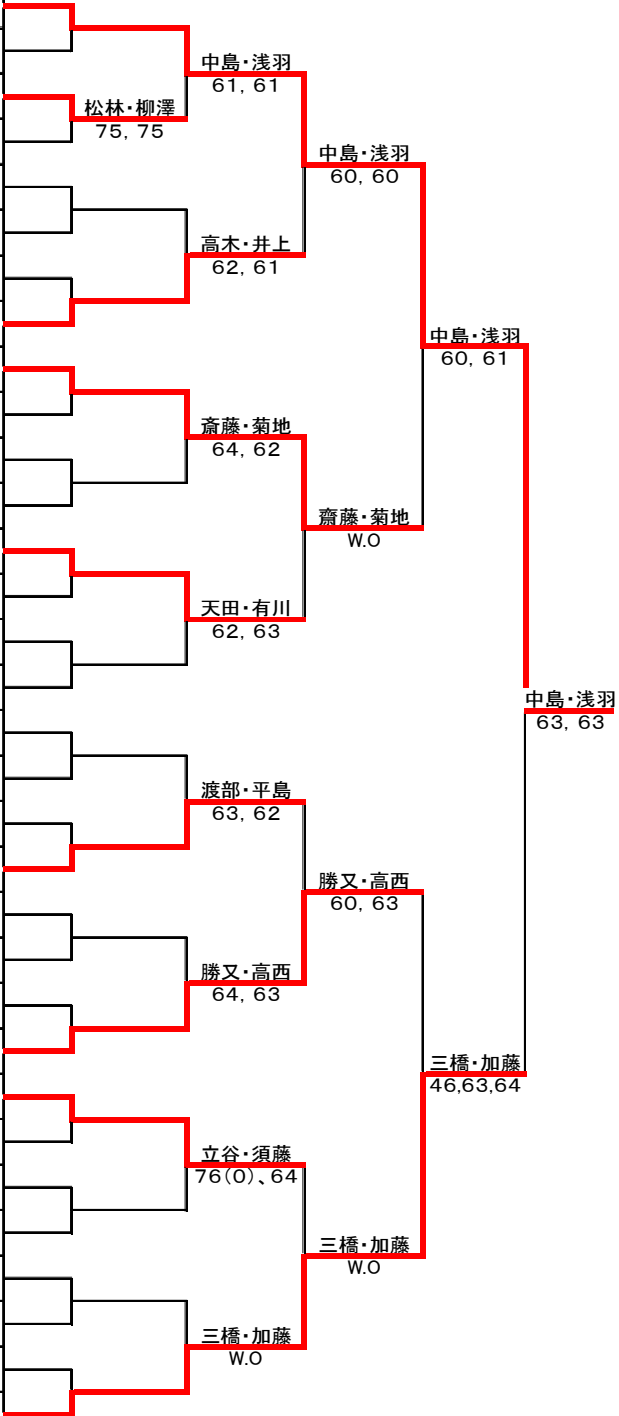 中島・浅羽
61, 61
松林・柳澤
75, 75
中島・浅羽
60, 60
高木・井上
62, 61
中島・浅羽
60, 61
斎藤・菊地
64, 62
齋藤・菊地
W.O
天田・有川
62, 63
中島・浅羽
63, 63
渡部・平島
63, 62
勝又・高西
60, 63
勝又・高西
64, 63
三橋・加藤
46,63,64
立谷・須藤
76(0)、64
三橋・加藤
W.O
三橋・加藤
W.O